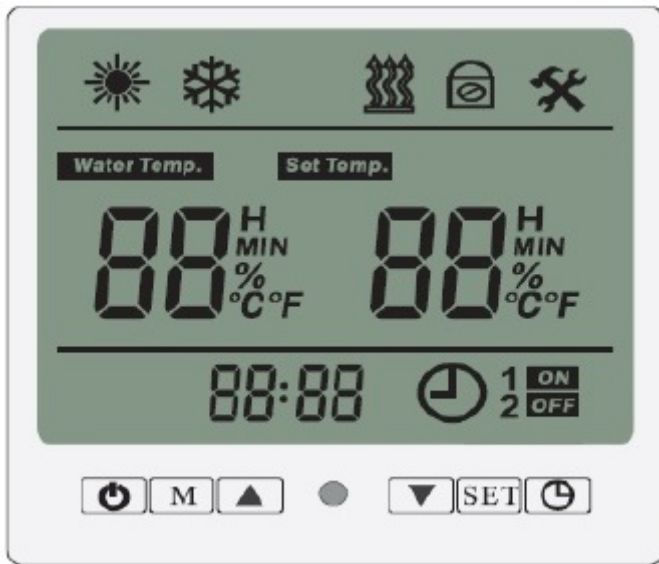 Water Temp. Set Temp.
88 H 88 H
MIN MIN
% %
°C°F °C°F
88:88 1 ON
2 OFF
M SET